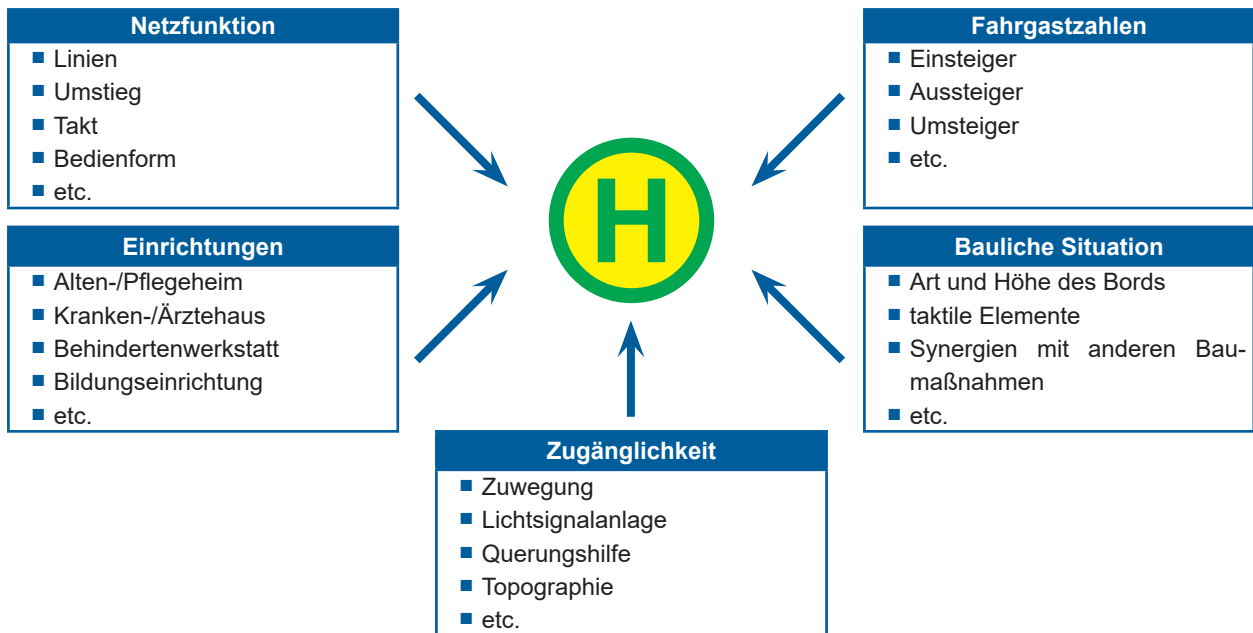 Netzfunktion
Linien
Umstieg
Takt
Bedienform
etc.
Fahrgastzahlen
Einsteiger
Aussteiger
Umsteiger
etc.
H
Einrichtungen
Alten-/Pflegeheim
Kranken-/Ärztehaus
Behindertenwerkstatt
Bildungseinrichtung
etc.
Bauliche Situation
Art und Höhe des Bords
taktile Elemente
Synergien mit anderen Bau-
maßnahmen
etc.
Zugänglichkeit
Zuwegung
Lichtsignalanlage
Querungshilfe
Topographie
etc.